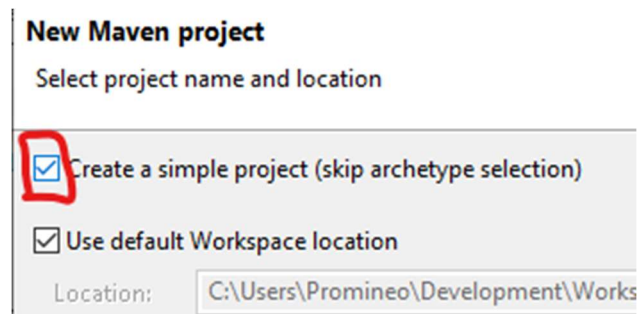 New Maven project
Select project name and location
Create a simple project (skip archetype selection)
Use default Workspace location
Location: C:\Users\Promineo\Development\Works